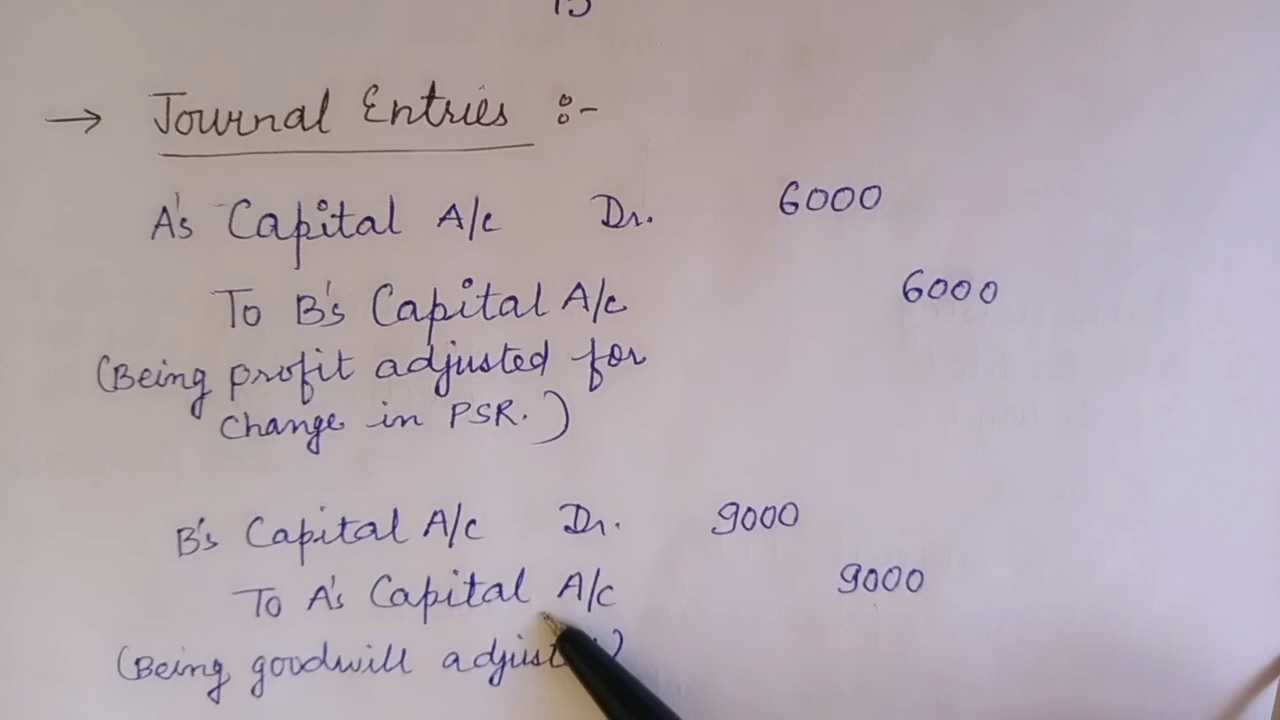 → Journal Entries :-
A's Capital A/c Dr. 6000
To B's Capital A/c 6000
(Being profit adjusted for
change in PSR.)
B's Capital A/c Dr. 9000
To A's Capital A/c 9000
(Being goodwill